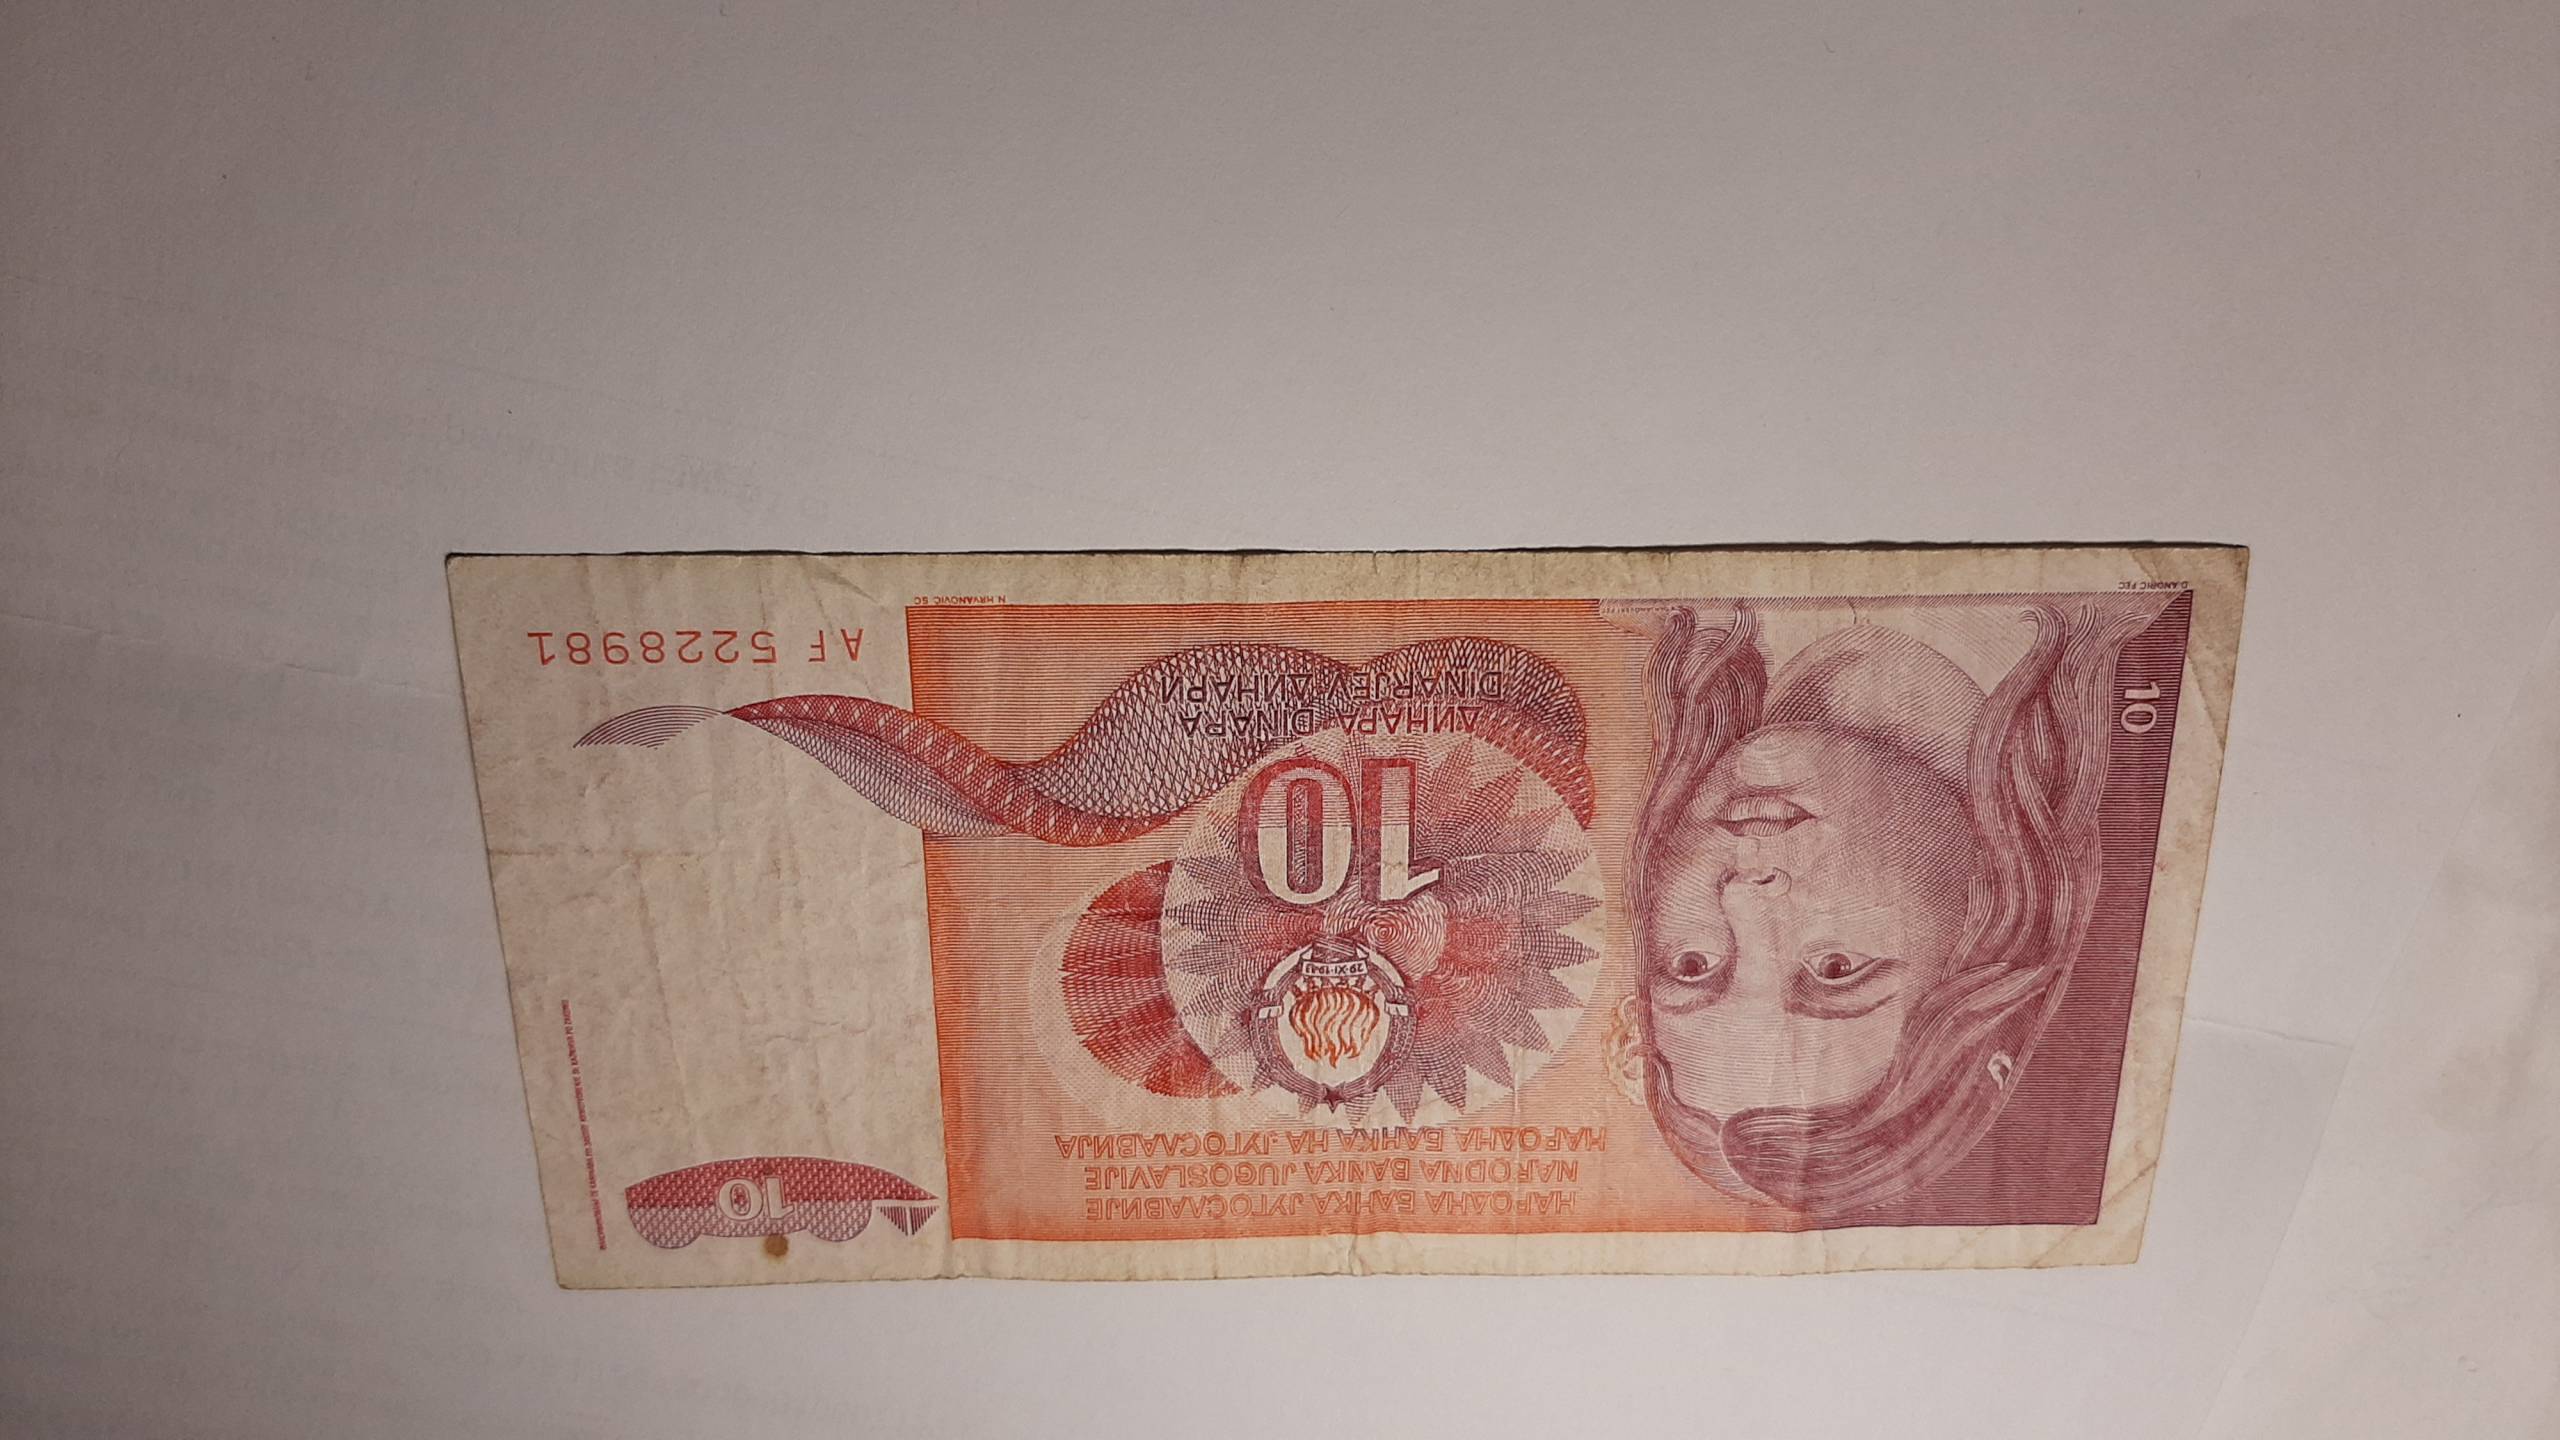 НАРОДНА БАНКА ЈУГОСЛАВИЈЕ
NARODNA BANKA JUGOSLAVIJE
НАРОДНА БАНКА НА ЈУГОСЛАВИЈА
10
29·XI·1943
10
ДИНАРА DINARA
DINARJEV ДИНАРИ
10
AF 5228981
D. ANDRIĆ FEC.
N. HRVANOVIĆ SC.